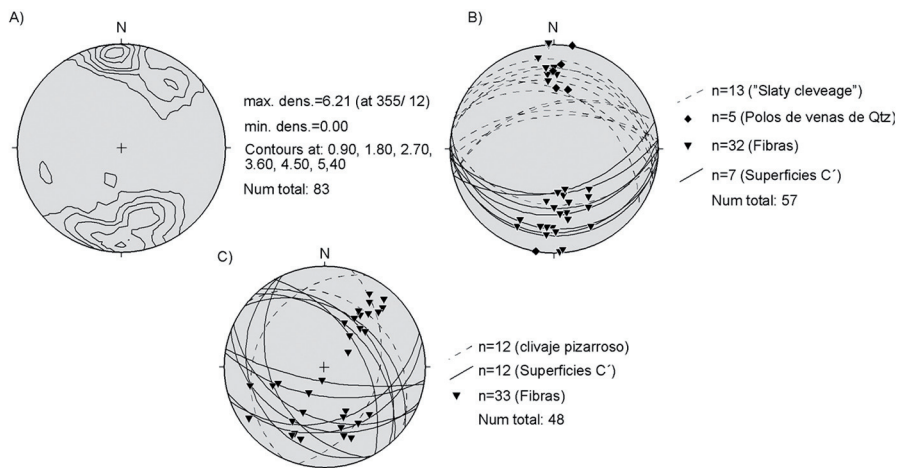 A)
N
max. dens.=6.21 (at 355/ 12)
min. dens.=0.00
Contours at: 0.90, 1.80, 2.70,
3.60, 4.50, 5,40
Num total: 83
B)
N
n=13 ("Slaty cleveage")
n=5 (Polos de venas de Qtz)
n=32 (Fibras)
n=7 (Superficies C´)
Num total: 57
C)
N
n=12 (clivaje pizarroso)
n=12 (Superficies C´)
n=33 (Fibras)
Num total: 48